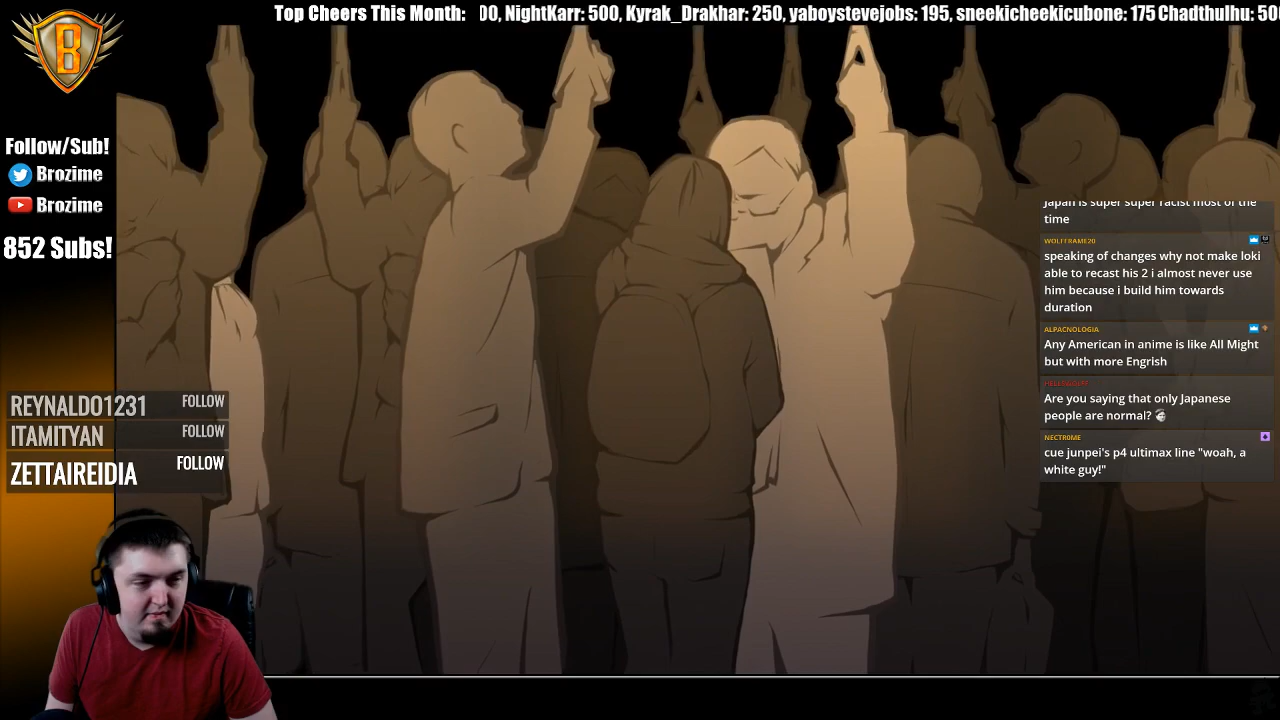 Top Cheers This Month: 00, NightKarr: 500, Kyrak_Drakhar: 250, yaboystevejobs: 195, sneekicheekicubone: 175 Chadthulhu: 50
B
Follow/Sub!
Brozime
Brozime
852 Subs!
REYNALDO1231 FOLLOW
ITAMITYAN FOLLOW
ZETTAIREIDIA FOLLOW
Japan is super super racist most of the
time
WOLFFRAME20
speaking of changes why not make loki
able to recast his 2 i almost never use
him because i build him towards
duration
ALPACNOLOGIA
Any American in anime is like All Might
but with more Engrish
Are you saying that only Japanese
people are normal?
NECTR0ME
cue junpei's p4 ultimax line "woah, a
white guy!"